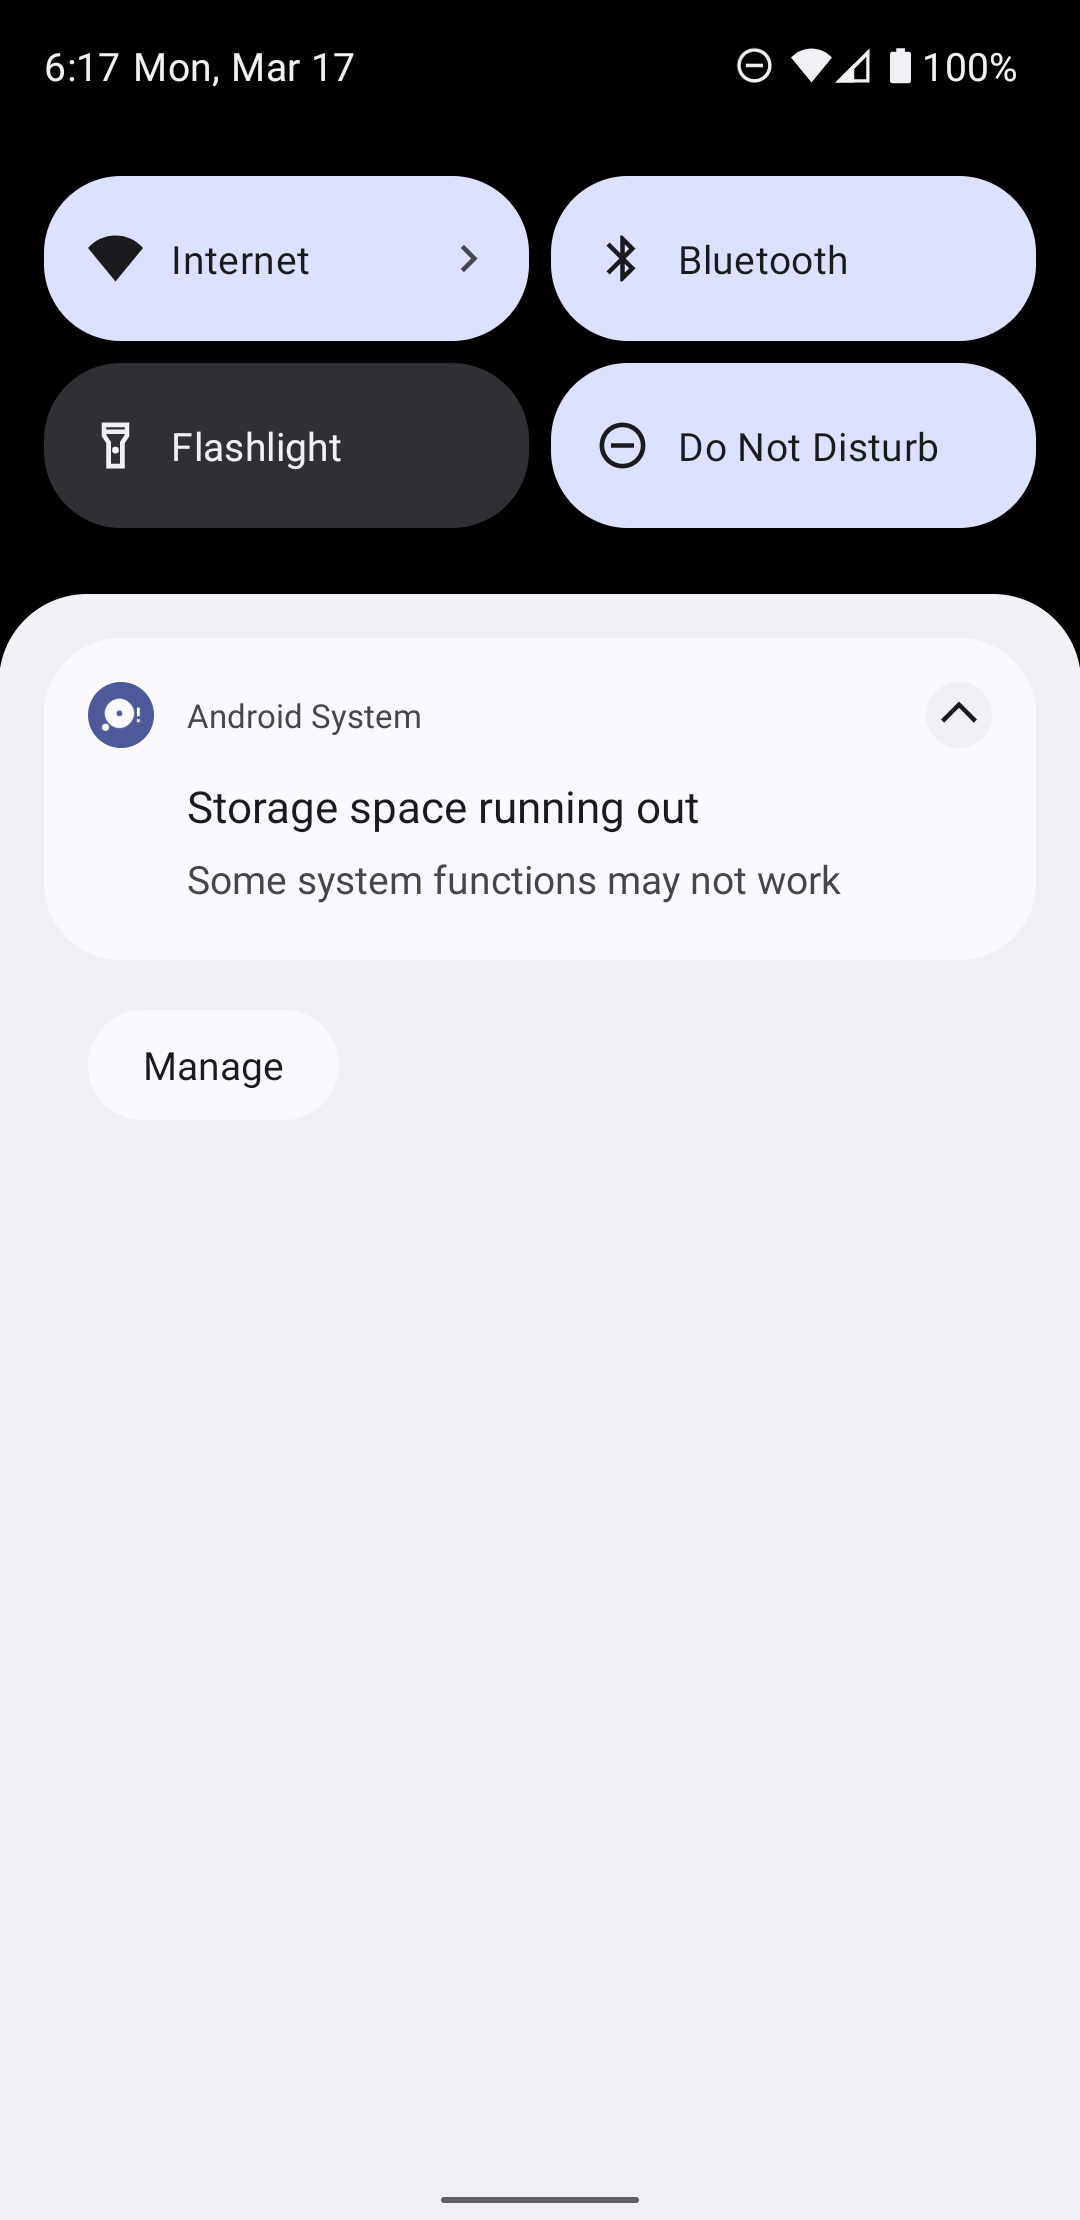 6:17 Mon, Mar 17
100%
Internet
Bluetooth
Flashlight
Do Not Disturb
Android System
Storage space running out
Some system functions may not work
Manage